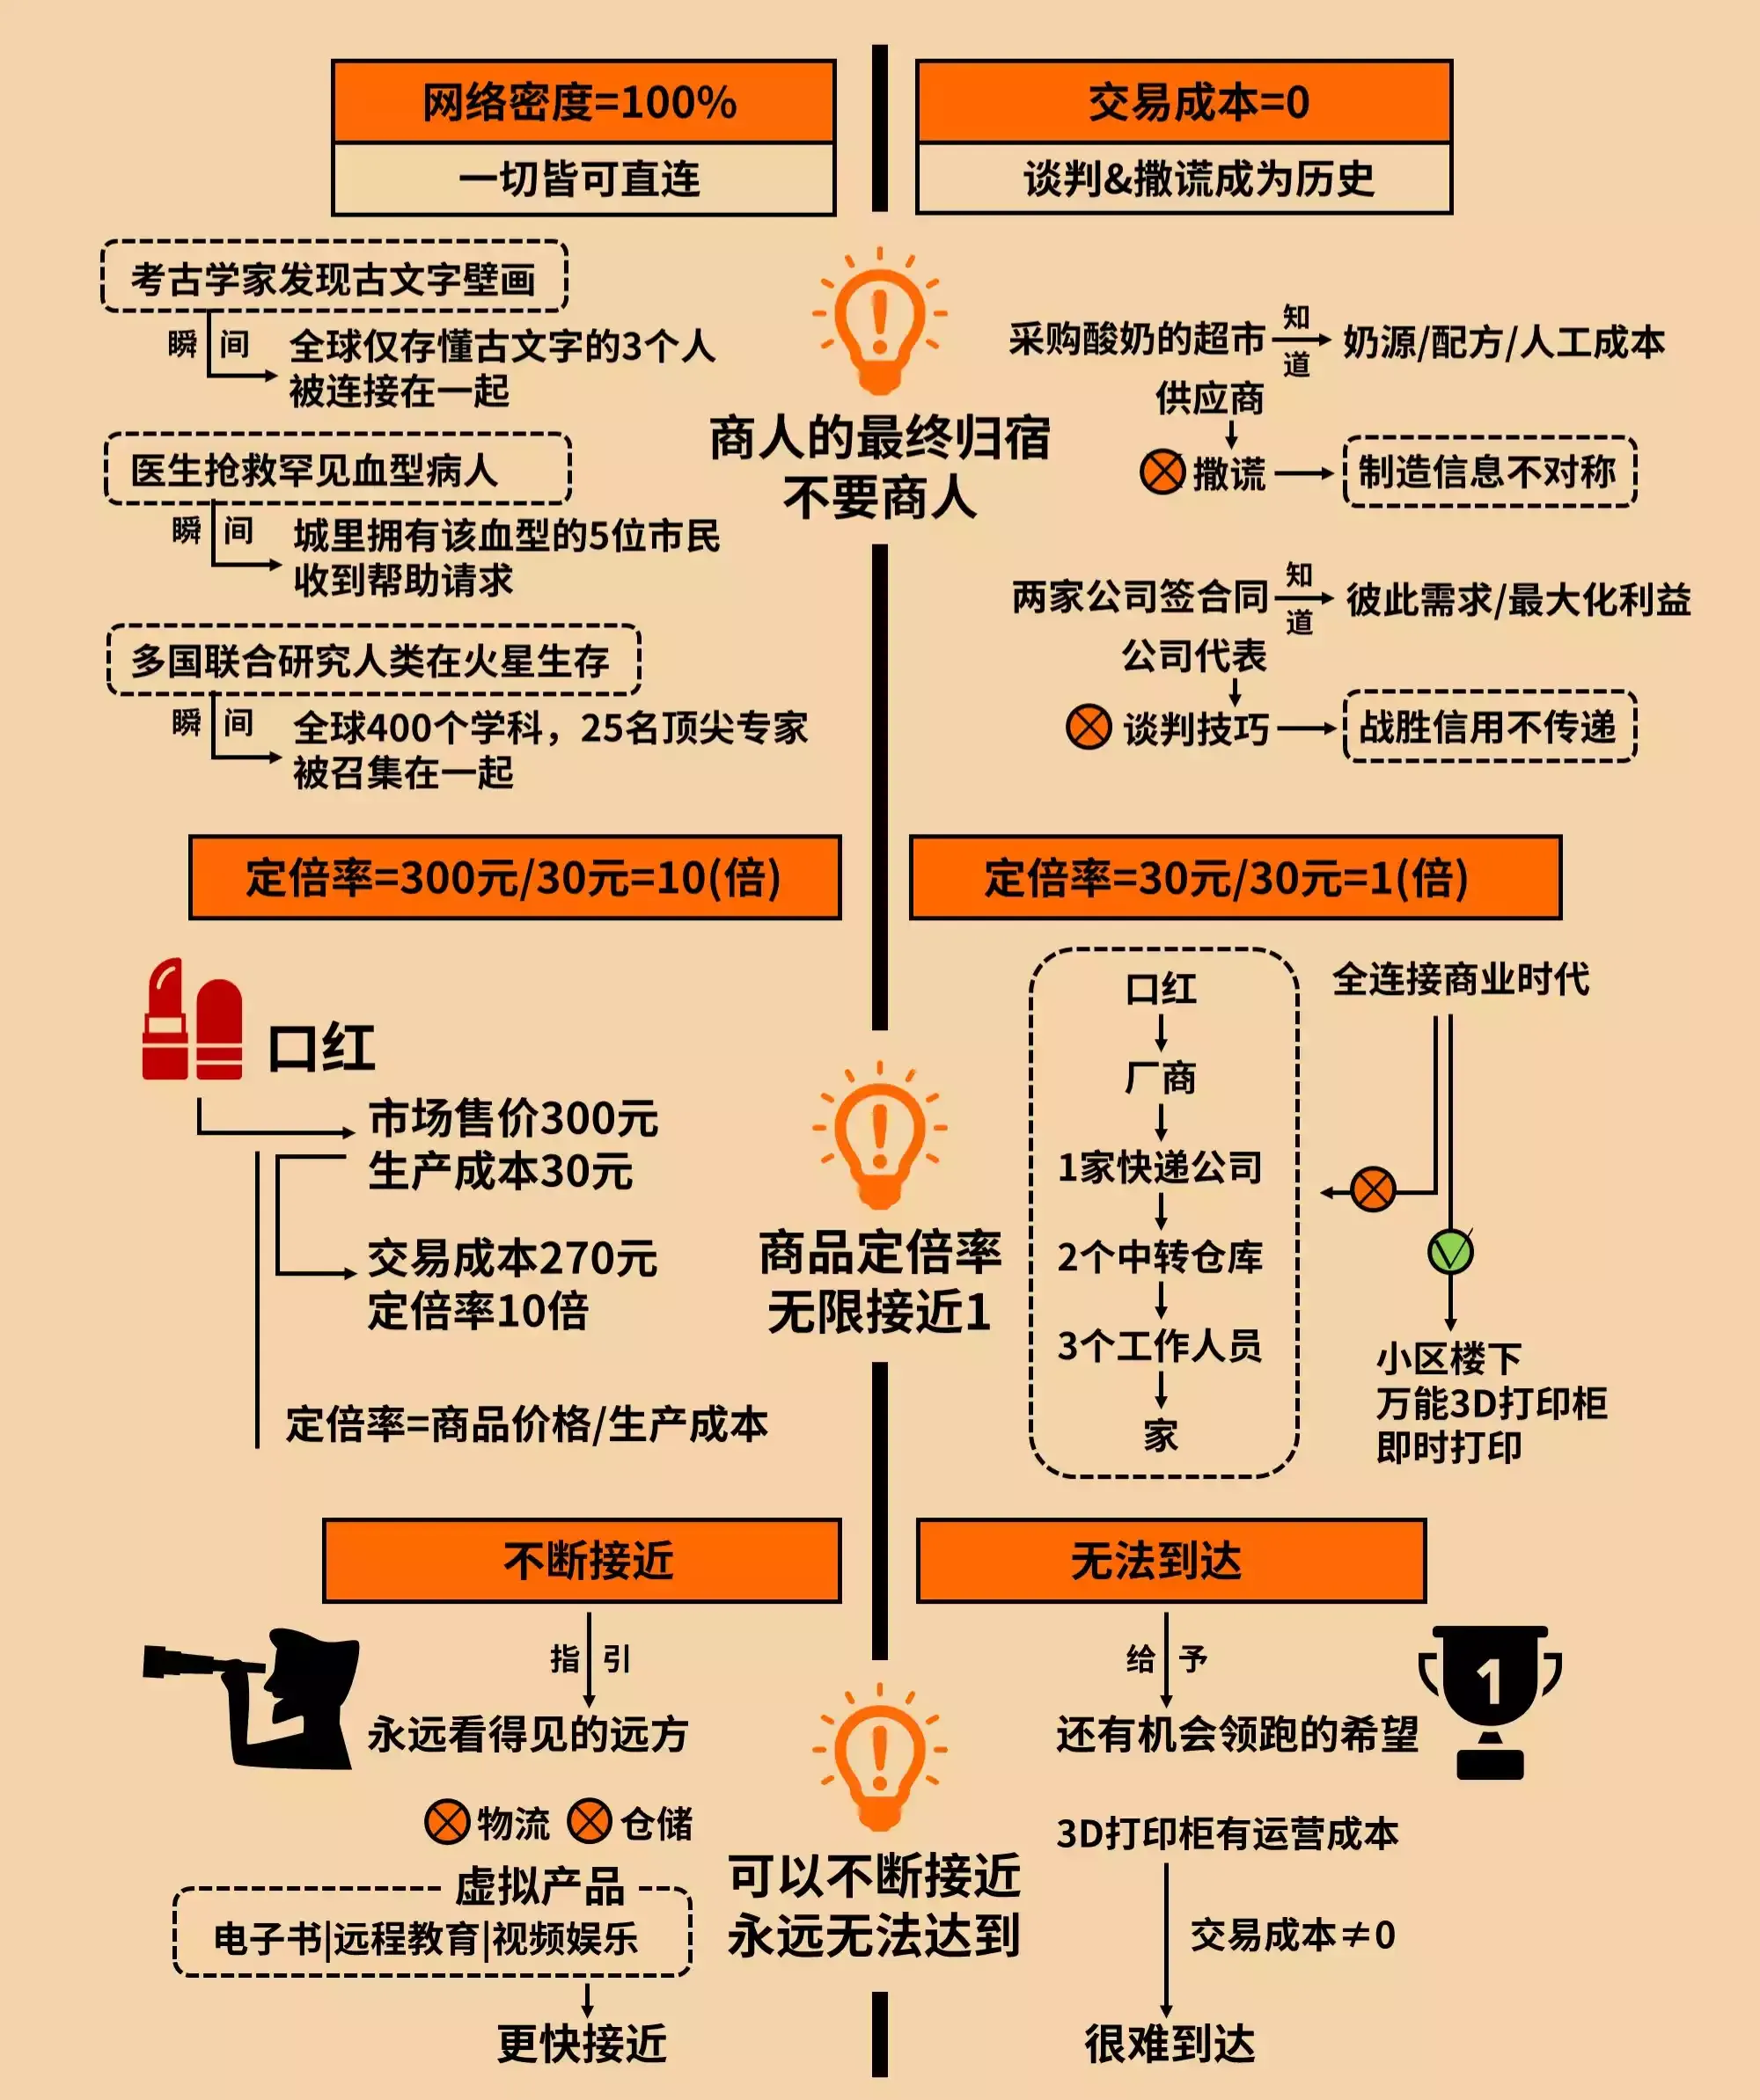 网络密度=100%
一切皆可直连
交易成本=0
谈判&撒谎成为历史
考古学家发现古文字壁画
瞬间
全球仅存懂古文字的3个人
被连接在一起
医生抢救罕见血型病人
瞬间
城里拥有该血型的5位市民
收到帮助请求
多国联合研究人类在火星生存
瞬间
全球400个学科，25名顶尖专家
被召集在一起
商人的最终归宿
不要商人
采购酸奶的超市
知道
奶源/配方/人工成本
供应商
撒谎
制造信息不对称
两家公司签合同
知道
彼此需求/最大化利益
公司代表
谈判技巧
战胜信用不传递
定倍率=300元/30元=10(倍)
定倍率=30元/30元=1(倍)
口红
市场售价300元
生产成本30元
交易成本270元
定倍率10倍
定倍率=商品价格/生产成本
商品定倍率
无限接近1
口红
厂商
1家快递公司
2个中转仓库
3个工作人员
家
全连接商业时代
小区楼下
万能3D打印柜
即时打印
不断接近
无法到达
指引
永远看得见的远方
物流 仓储
虚拟产品
电子书|远程教育|视频娱乐
更快接近
可以不断接近
永远无法达到
给予
还有机会领跑的希望
1
3D打印柜有运营成本
交易成本≠0
很难到达